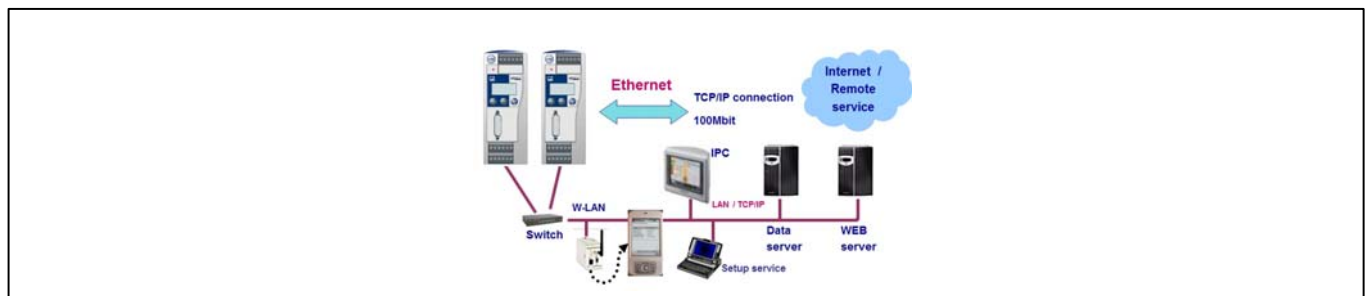 Ethernet
TCP/IP connection
100Mbit
Internet /
Remote
service
IPC
W-LAN
LAN / TCP/IP
Switch
Data
server
WEB
server
Setup service